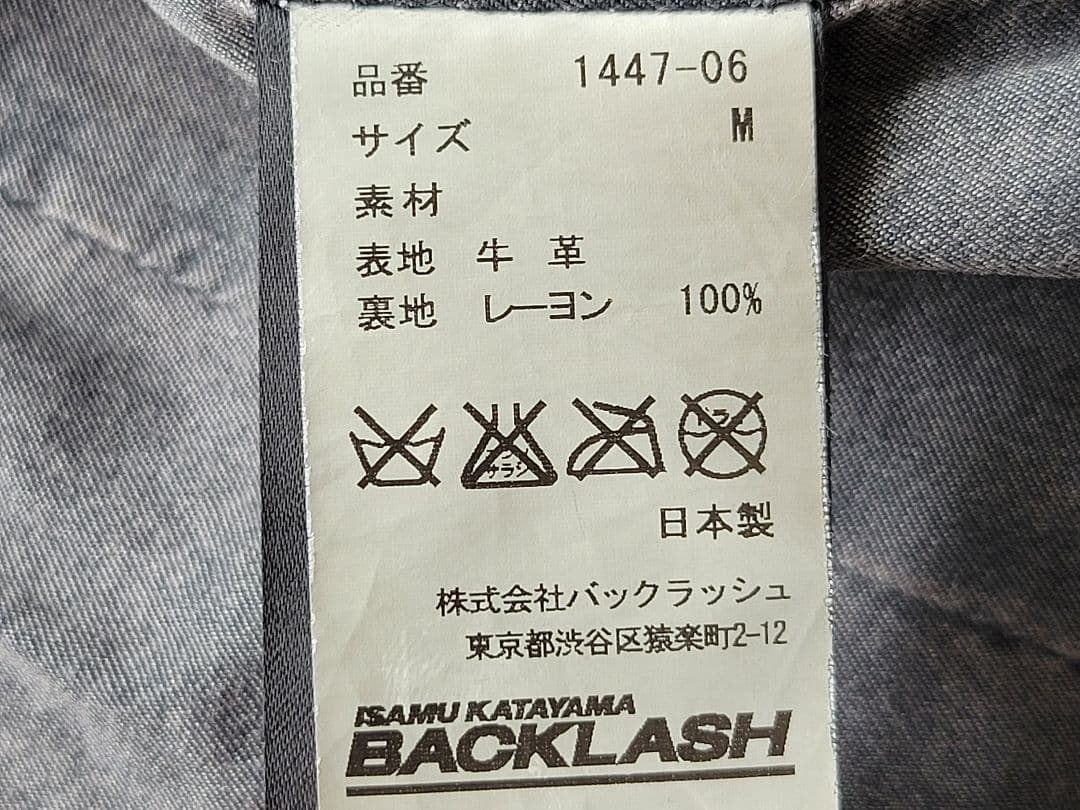 品番 1447-06
サイズ M
素材
表地 牛革
裏地 レーヨン 100%
日本製
株式会社バックラッシュ
東京都渋谷区猿楽町2-12
ISAMU KATAYAMA
BACKLASH